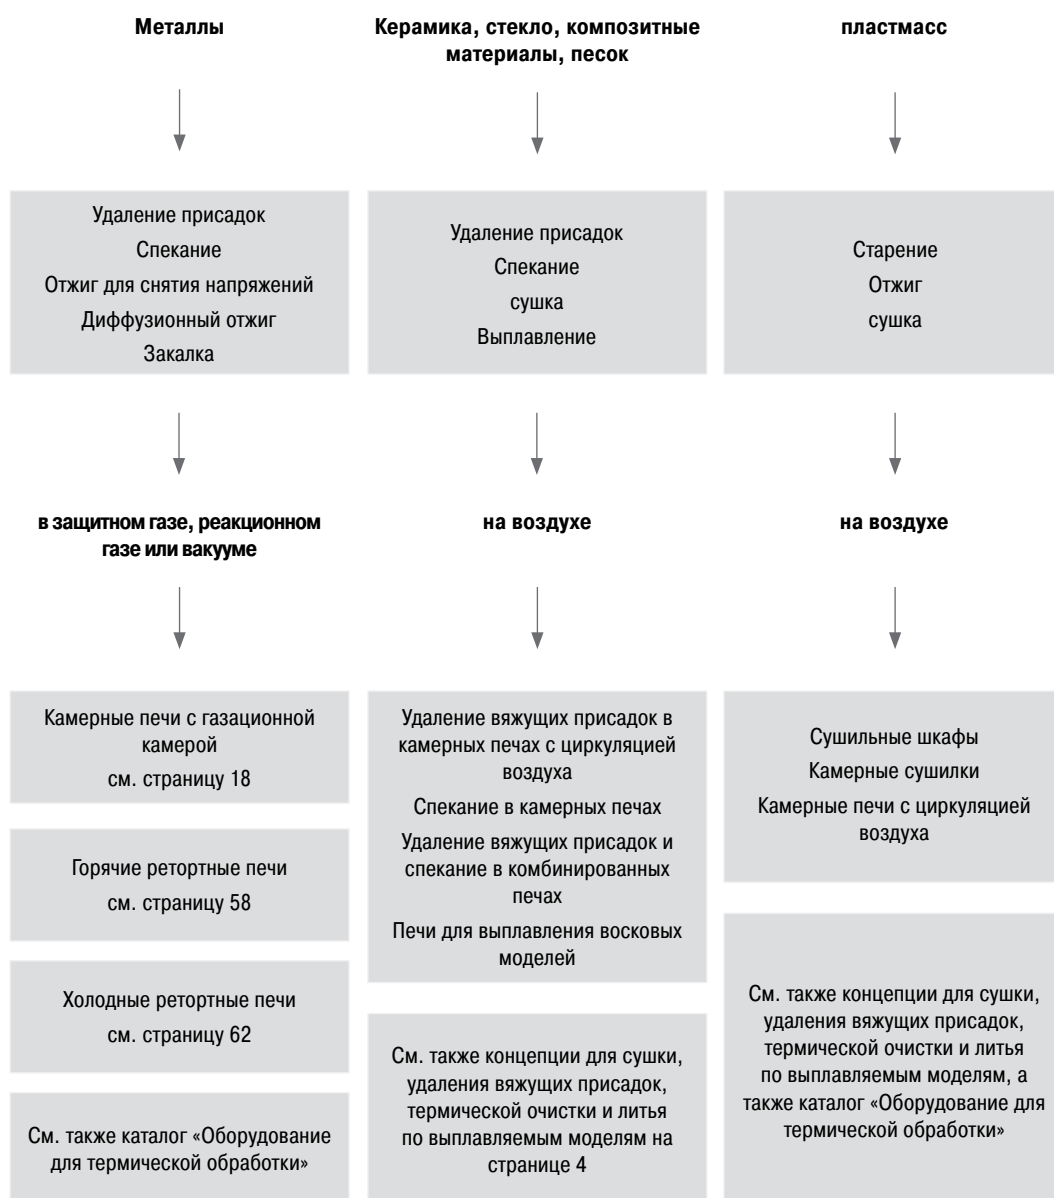 Металлы
Керамика, стекло, композитные
материалы, песок
пластмасс
Удаление присадок
Спекание
Отжиг для снятия напряжений
Диффузионный отжиг
Закалка
Удаление присадок
Спекание
сушка
Выплавление
Старение
Отжиг
сушка
в защитном газе, реакционном
газе или вакууме
на воздухе
на воздухе
Камерные печи с газационной
камерой
см. страницу 18
Горячие ретортные печи
см. страницу 58
Холодные ретортные печи
см. страницу 62
См. также каталог «Оборудование
для термической обработки»
Удаление вяжущих присадок в
камерных печах с циркуляцией
воздуха
Спекание в камерных печах
Удаление вяжущих присадок и
спекание в комбинированных
печах
Печи для выплавления восковых
моделей
См. также концепции для сушки,
удаления вяжущих присадок,
термической очистки и литья
по выплавляемым моделям на
странице 4
Сушильные шкафы
Камерные сушилки
Камерные печи с циркуляцией
воздуха
См. также концепции для сушки,
удаления вяжущих присадок,
термической очистки и литья
по выплавляемым моделям, а
также каталог «Оборудование для
термической обработки»